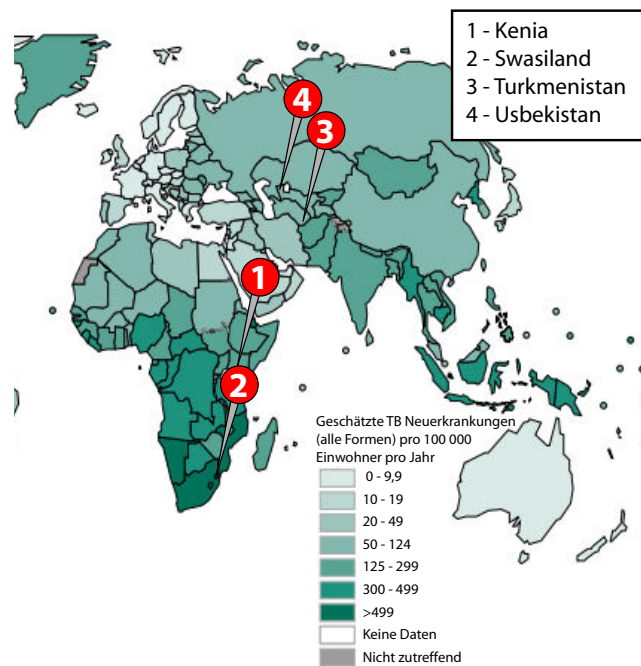 1 - Kenia
2 - Swasiland
3 - Turkmenistan
4 - Usbekistan
4
3
1
2
Geschätzte TB Neuerkrankungen
(alle Formen) pro 100 000
Einwohner pro Jahr
0 - 9,9
10 - 19
20 - 49
50 - 124
125 - 299
300 - 499
>499
Keine Daten
Nicht zutreffend